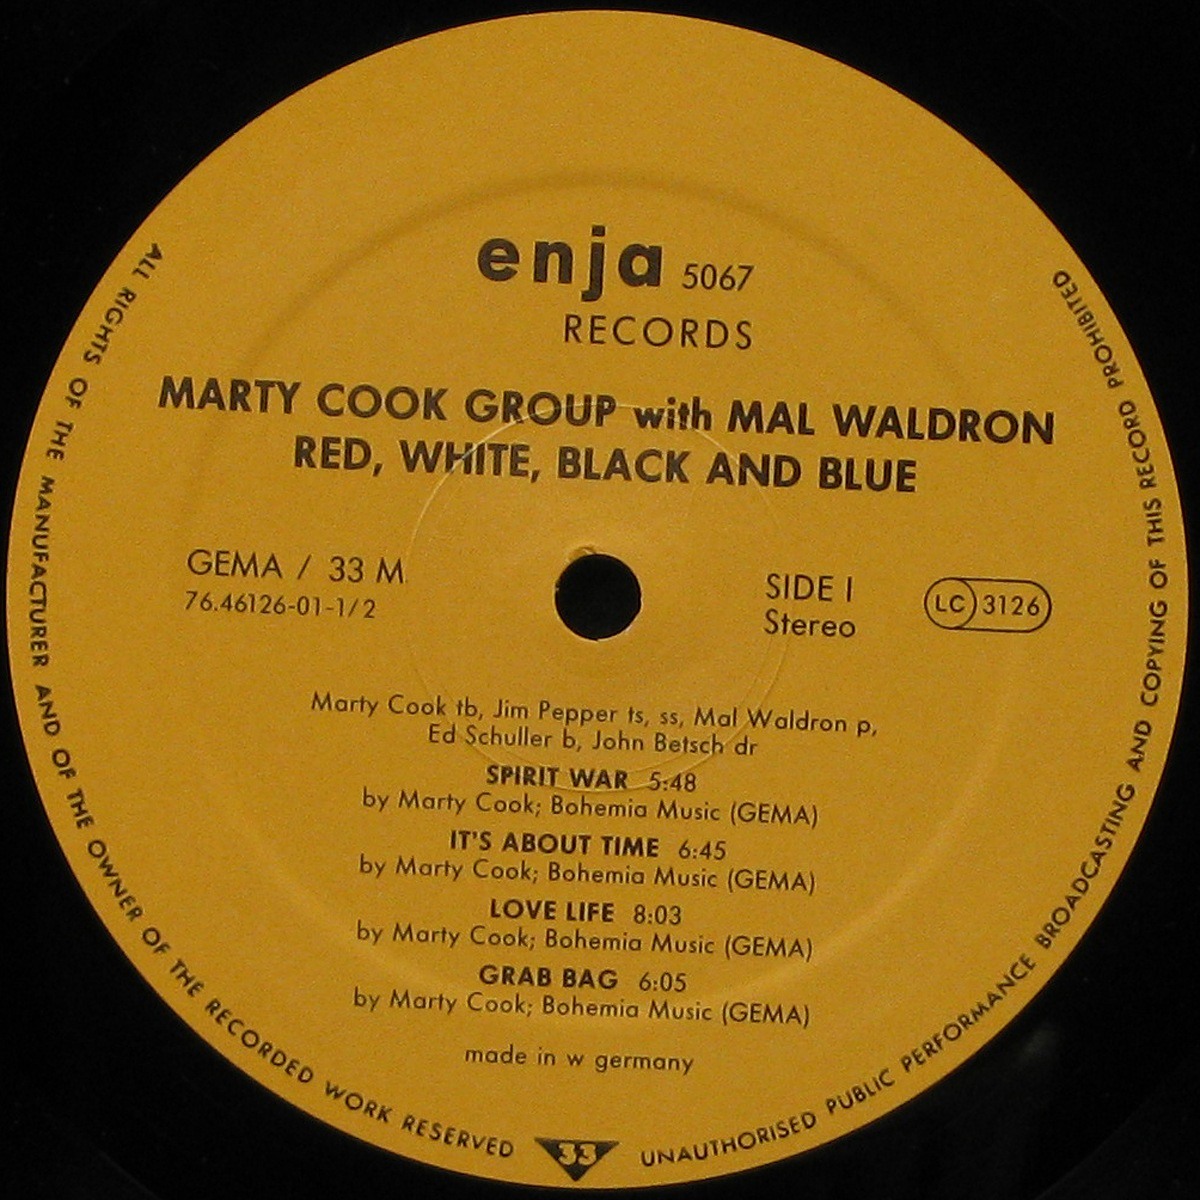 enja 5067
RECORDS
MARTY COOK GROUP with MAL WALDRON
RED, WHITE, BLACK AND BLUE
GEMA / 33 M
76.46126-01-1/2
SIDE I
Stereo
LC 3126
Marty Cook tb, Jim Pepper ts, ss, Mal Waldron p,
Ed Schuller b, John Betsch dr
SPIRIT WAR 5:48
by Marty Cook; Bohemia Music (GEMA)
IT'S ABOUT TIME 6:45
by Marty Cook; Bohemia Music (GEMA)
LOVE LIFE 8:03
by Marty Cook; Bohemia Music (GEMA)
GRAB BAG 6:05
by Marty Cook; Bohemia Music (GEMA)
made in w germany
ALL RIGHTS OF THE MANUFACTURER AND OF THE OWNER OF THE RECORDED WORK RESERVED
33
UNAUTHORISED PUBLIC PERFORMANCE BROADCASTING AND COPYING OF THIS RECORD PROHIBITED